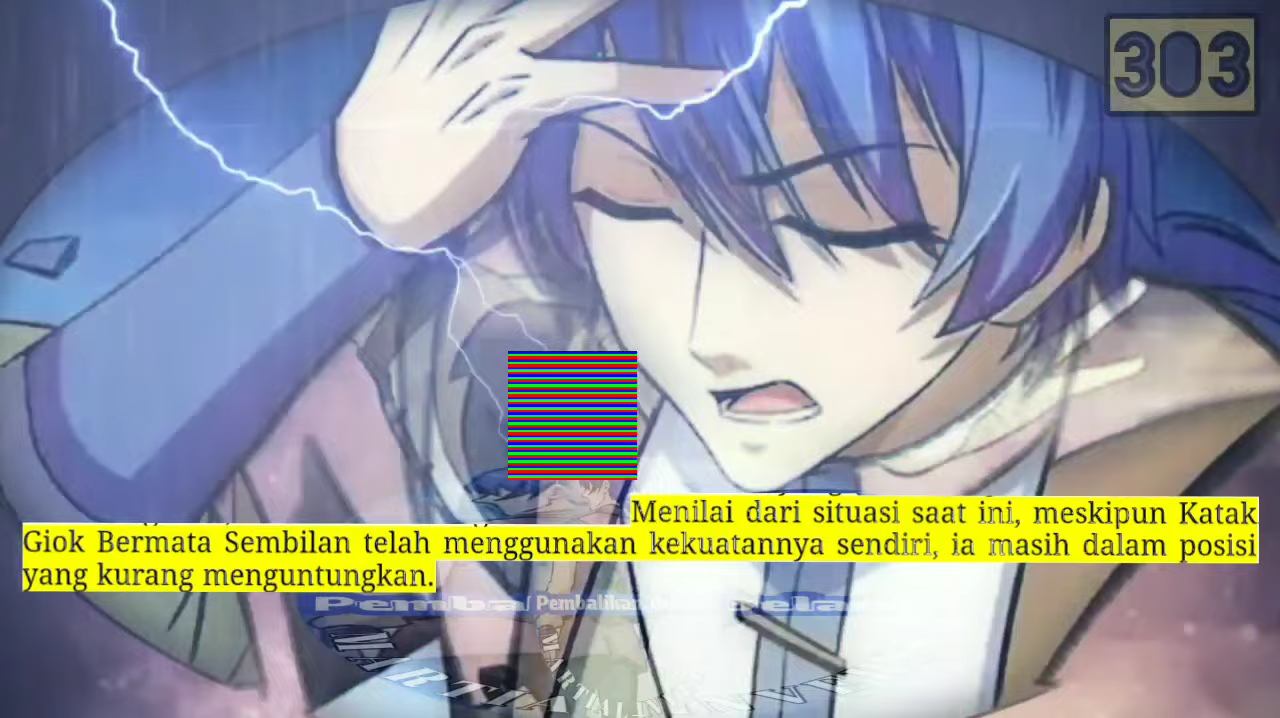 303
Menilai dari situasi saat ini, meskipun Katak
Giok Bermata Sembilan telah menggunakan kekuatannya sendiri, ia masih dalam posisi
yang kurang menguntungkan.